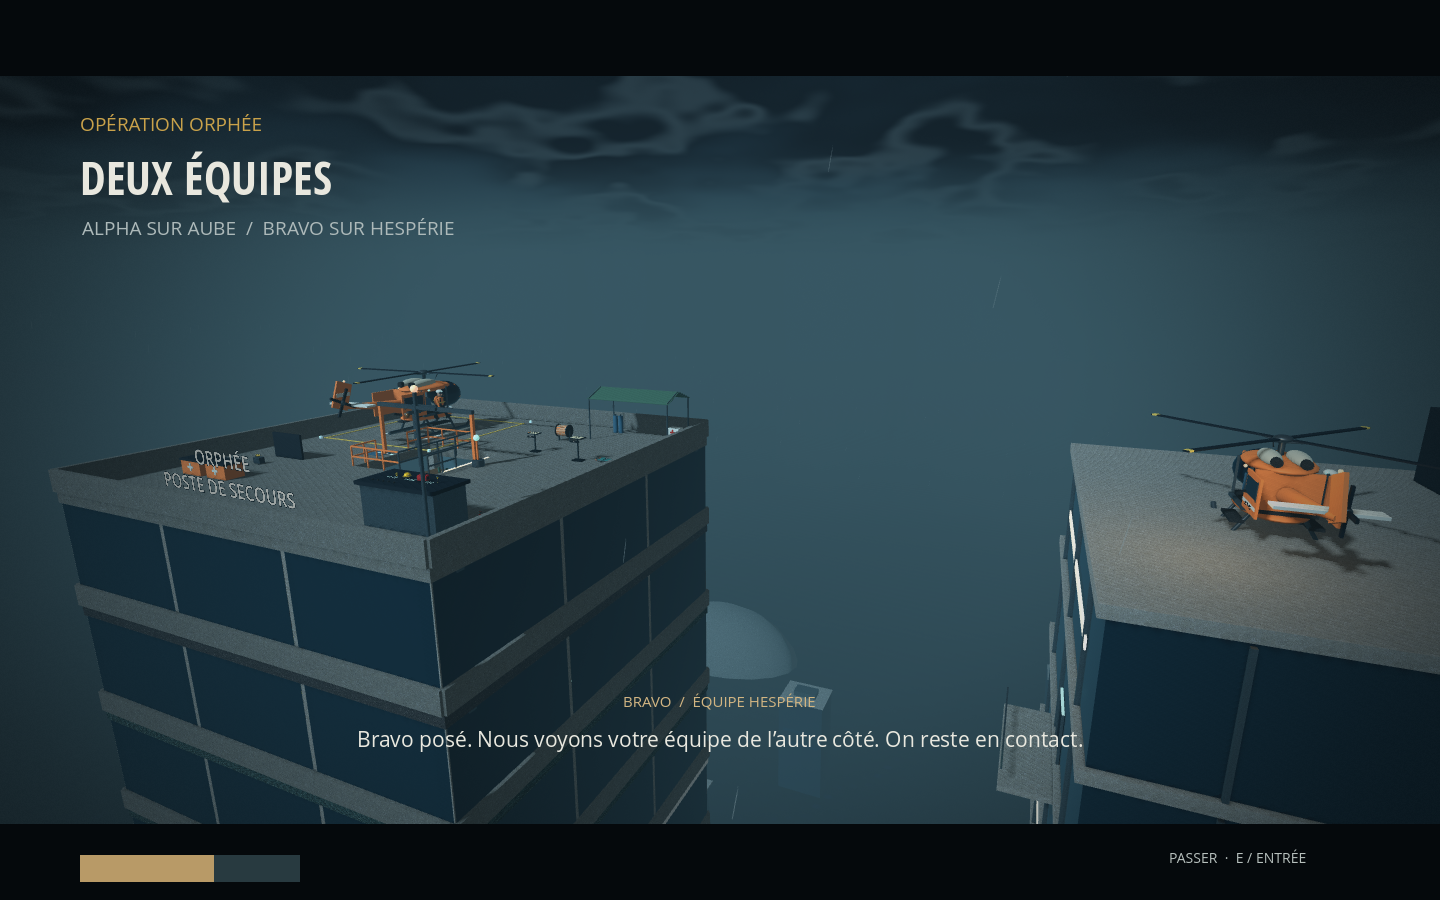 OPÉRATION ORPHÉE
DEUX ÉQUIPES
ALPHA SUR AUBE / BRAVO SUR HESPÉRIE
ORPHÉE
POSTE DE SECOURS
BRAVO / ÉQUIPE HESPÉRIE
Bravo posé. Nous voyons votre équipe de l’autre côté. On reste en contact.
PASSER · E / ENTRÉE